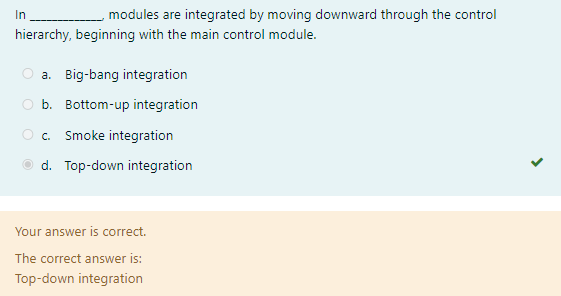 In _____________, modules are integrated by moving downward through the control
hierarchy, beginning with the main control module.
a. Big-bang integration
b. Bottom-up integration
c. Smoke integration
d. Top-down integration
Your answer is correct.
The correct answer is:
Top-down integration